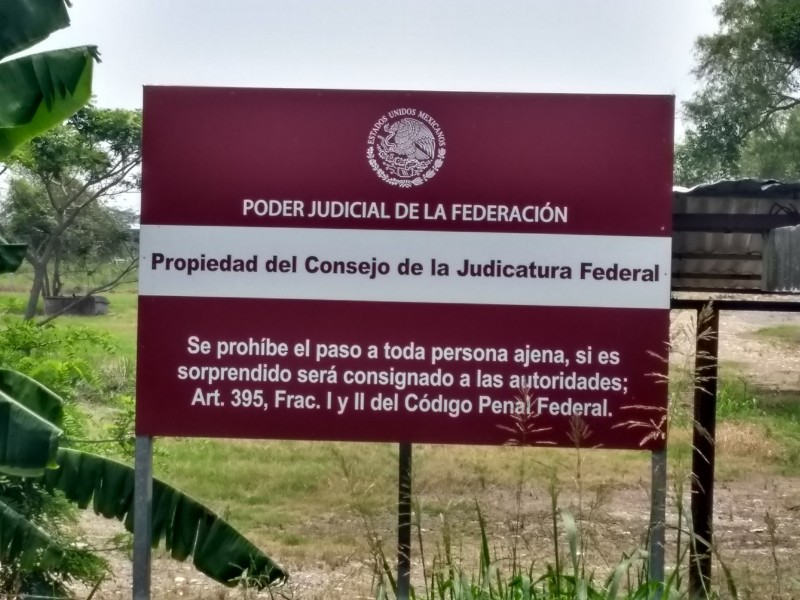 ESTADOS UNIDOS MEXICANOS
PODER JUDICIAL DE LA FEDERACIÓN
Propiedad del Consejo de la Judicatura Federal
Se prohíbe el paso a toda persona ajena, si es
sorprendido será consignado a las autoridades;
Art. 395, Frac. I y II del Código Penal Federal.